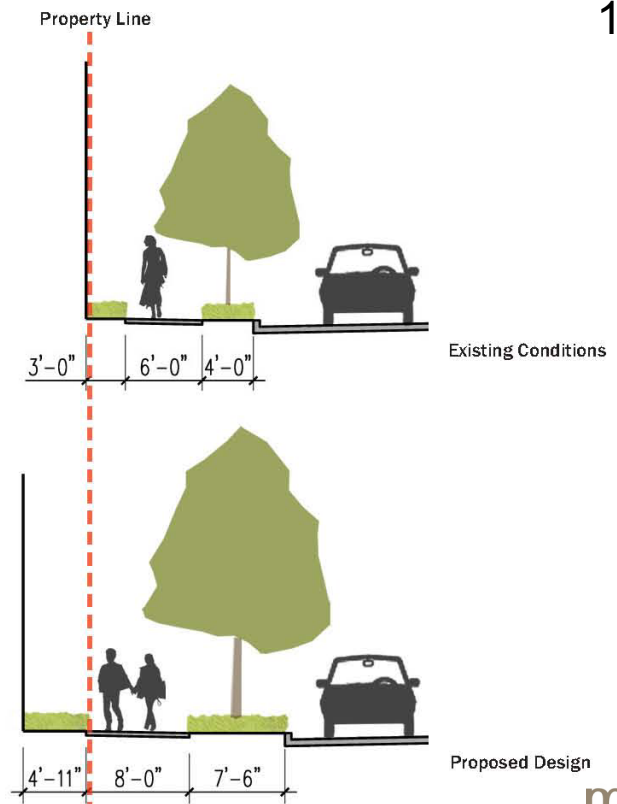 Property Line
1
Existing Conditions
3’-0” 6’-0” 4’-0”
Proposed Design
4’-11” 8’-0” 7’-6”
m